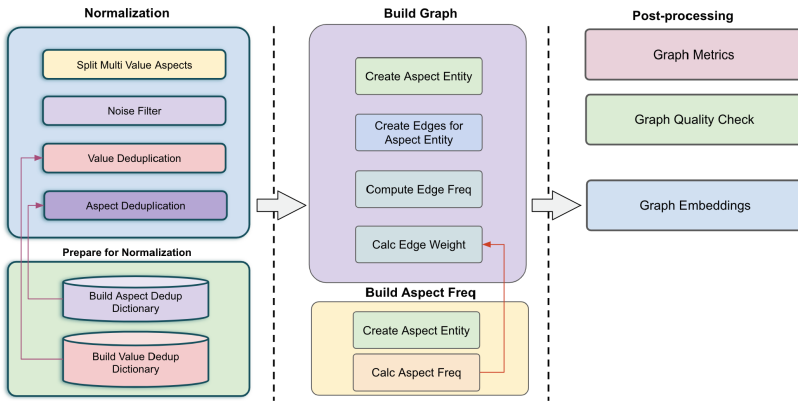 Normalization
Split Multi Value Aspects
Noise Filter
Value Deduplication
Aspect Deduplication
Prepare for Normalization
Build Aspect Dedup
Dictionary
Build Value Dedup
Dictionary
Build Graph
Create Aspect Entity
Create Edges for
Aspect Entity
Compute Edge Freq
Calc Edge Weight
Build Aspect Freq
Create Aspect Entity
Calc Aspect Freq
Post-processing
Graph Metrics
Graph Quality Check
Graph Embeddings